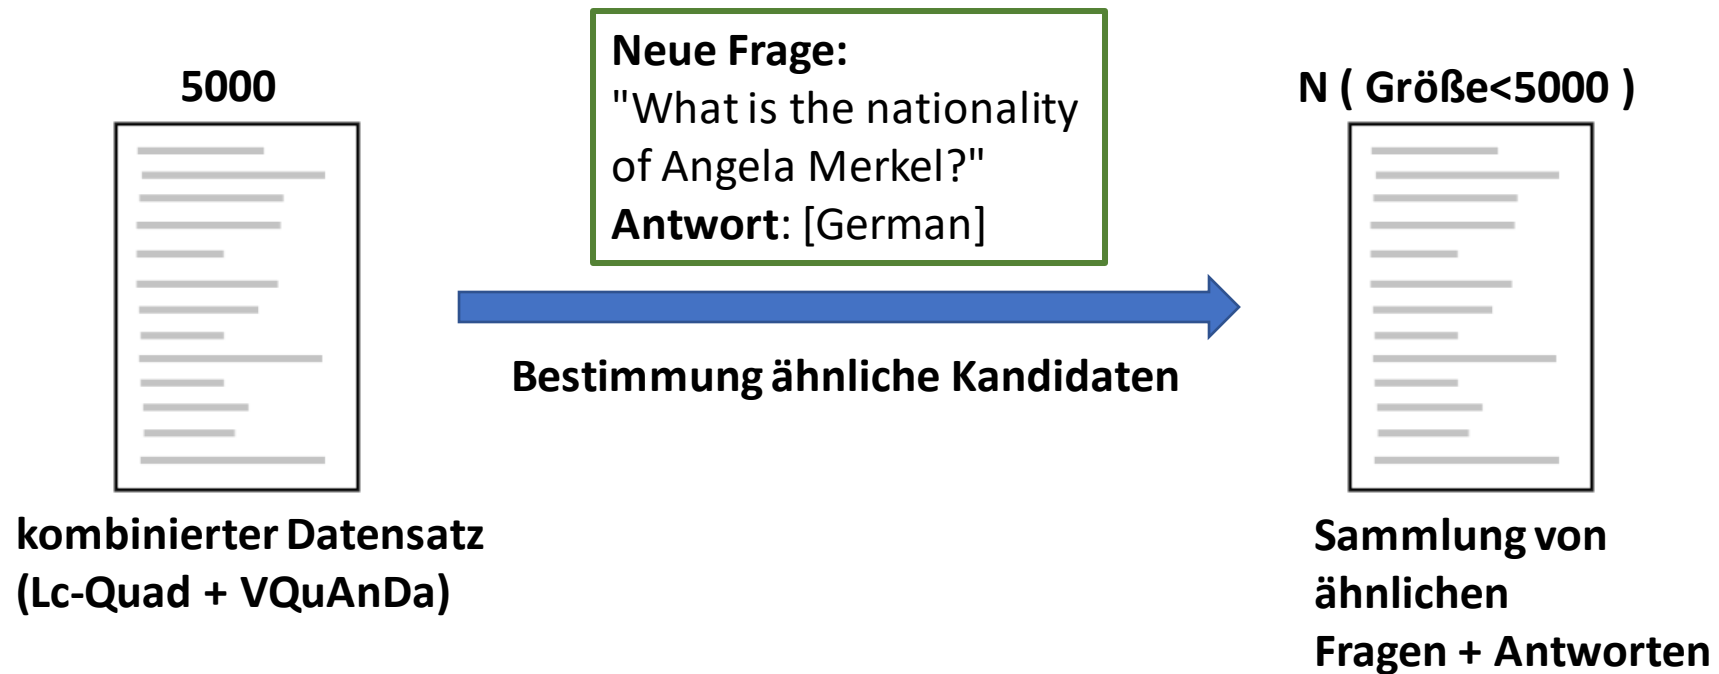 5000
kombinierter Datensatz
(Lc-Quad + VQuAnDa)
Neue Frage:
"What is the nationality
of Angela Merkel?"
Antwort: [German]
Bestimmung ähnliche Kandidaten
N ( Größe<5000 )
Sammlung von
ähnlichen
Fragen + Antworten